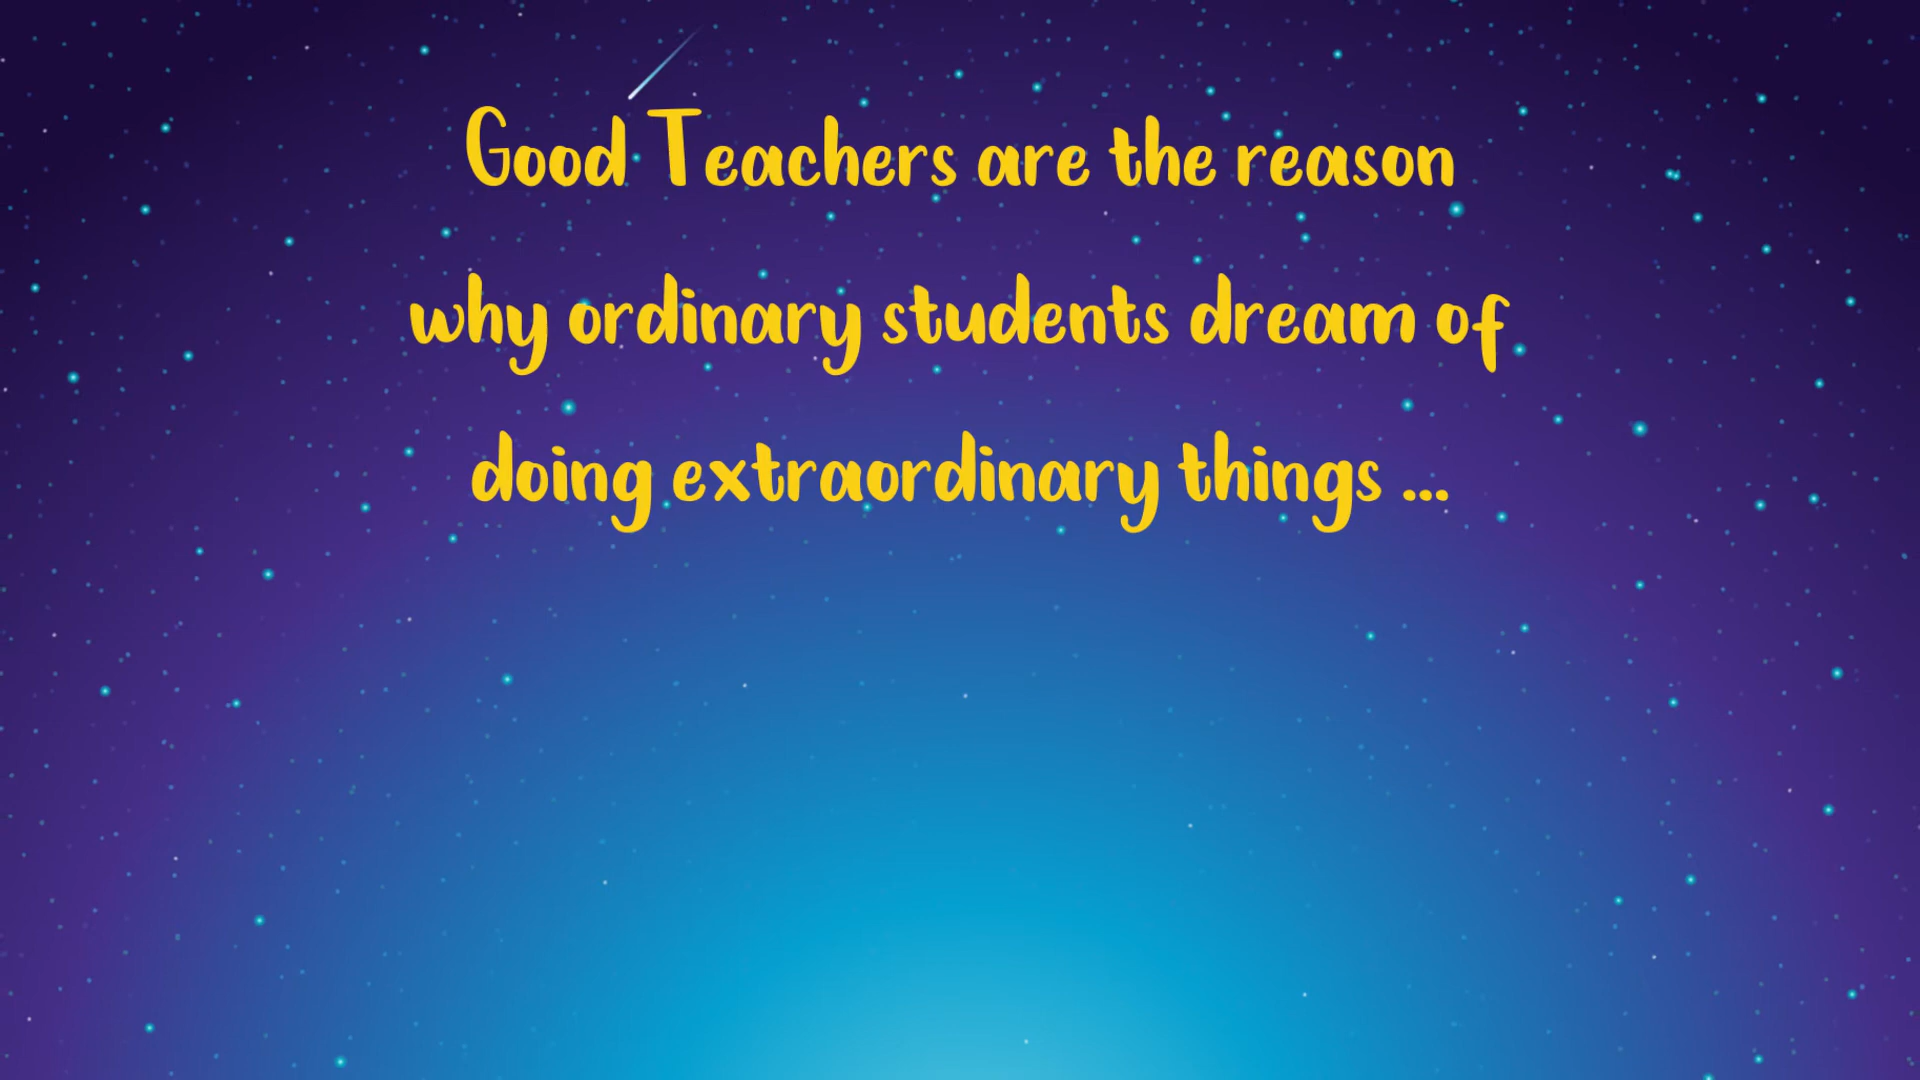 Good Teachers are the reason
why ordinary students dream of
doing extraordinary things ...